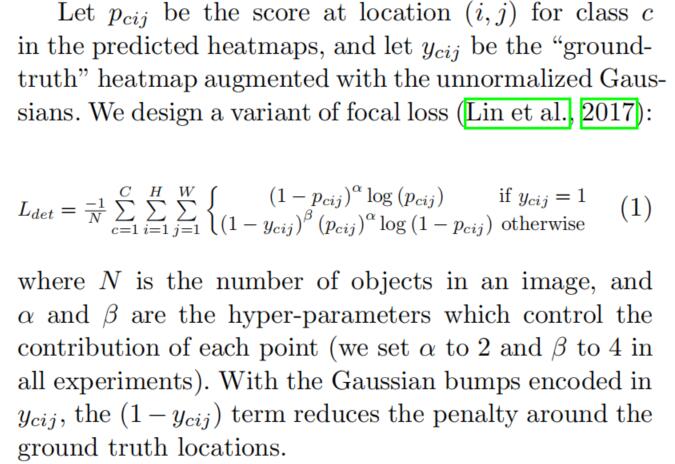 Let p_{cij} be the score at location (i, j) for class c
in the predicted heatmaps, and let y_{cij} be the “ground-
truth” heatmap augmented with the unnormalized Gaus-
sians. We design a variant of focal loss (Lin et al., 2017):
L_{det} = \frac{-1}{N} \sum_{c=1}^{C} \sum_{i=1}^{H} \sum_{j=1}^{W} \begin{cases} (1 - p_{cij})^{\alpha} \log (p_{cij}) & \text{if } y_{cij} = 1 \\ (1 - y_{cij})^{\beta} (p_{cij})^{\alpha} \log (1 - p_{cij}) & \text{otherwise} \end{cases} (1)
where N is the number of objects in an image, and
α and β are the hyper-parameters which control the
contribution of each point (we set α to 2 and β to 4 in
all experiments). With the Gaussian bumps encoded in
y_{cij}, the (1 − y_{cij}) term reduces the penalty around the
ground truth locations.